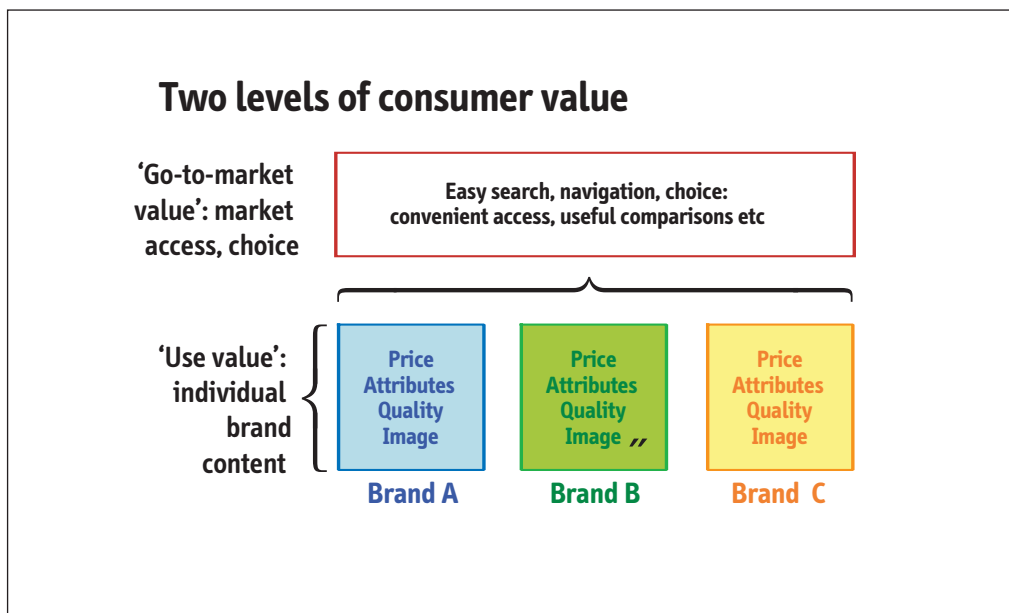 Two levels of consumer value
‘Go-to-market
value’: market
access, choice
Easy search, navigation, choice:
convenient access, useful comparisons etc
‘Use value’:
individual
brand
content
Price
Attributes
Quality
Image
Brand A
Price
Attributes
Quality
Image ”
Brand B
Price
Attributes
Quality
Image
Brand C